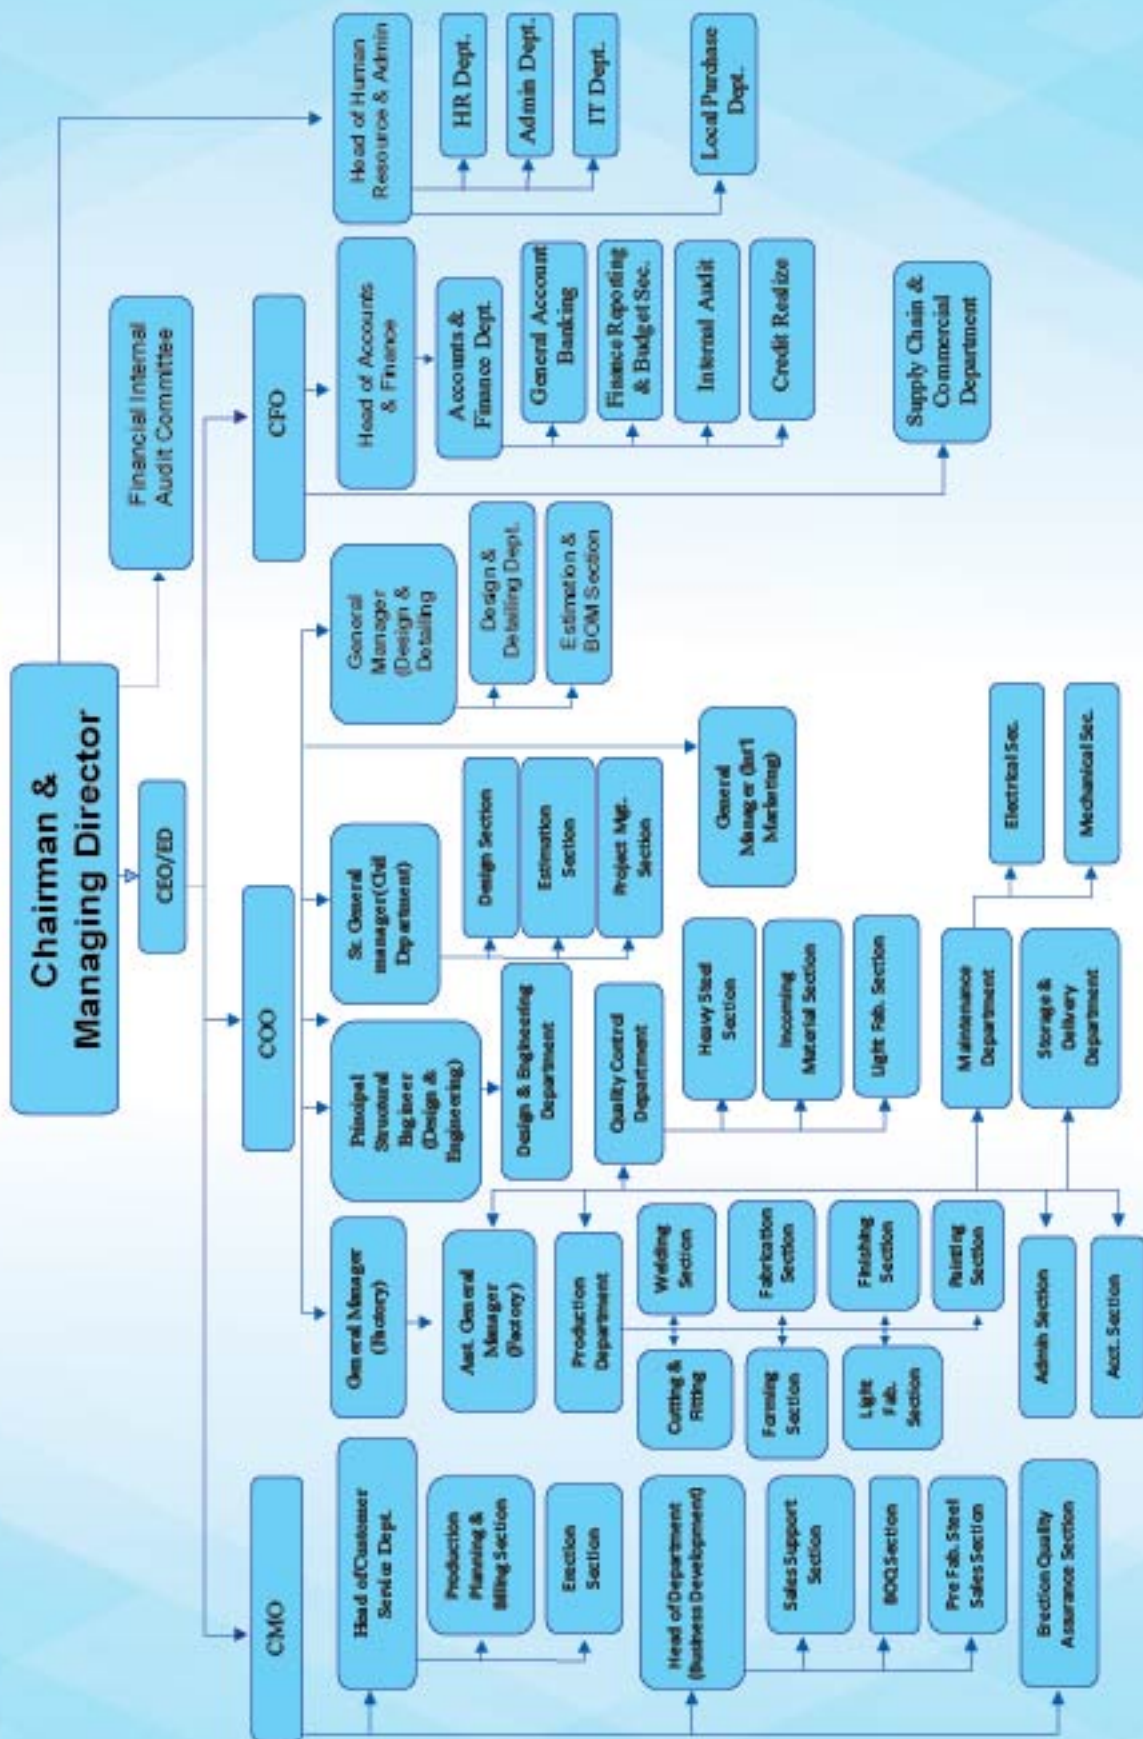 Chairman &
Managing Director
Financial Internal
Audit Committee
CEO/ED
CMO
COO
CFO
Head of Customer
Service Dept.
Production
Planning &
Billing Section
Erection
Section
Head of Department
(Business Development)
Sales Support
Section
BOQ Section
Pre Fab. Steel
Sales Section
Erection Quality
Assurance Section
General Manager
(Factory)
Asst. General
Manager
(Factory)
Production
Department
Cutting &
Fitting
Welding
Section
Forming
Section
Fabrication
Section
Light
Fab.
Section
Finishing
Section
Painting
Section
Admin Section
Acct. Section
Quality Control
Department
Heavy Steel
Section
Incoming
Material Section
Light Fab. Section
Maintenance
Department
Electrical Sec.
Mechanical Sec.
Storage &
Delivery
Department
Principal
Structural
Engineer
(Design &
Engineering)
Design & Engineering
Department
Sr. General
manager(Civil
Department)
Design Section
Estimation
Section
Project Mgt.
Section
General
Manager (Int'l
Marketing)
General
Manager
(Design &
Detailing
Design &
Detailing Dept.
Estimation &
BOM Section
Head of Accounts
& Finance
Accounts &
Finance Dept.
General Account
Banking
Finance Reporting
& Budget Sec.
Internal Audit
Credit Realize
Supply Chain &
Commercial
Department
Head of Human
Resource & Admin
HR Dept.
Admin Dept.
IT Dept.
Local Purchase
Dept.